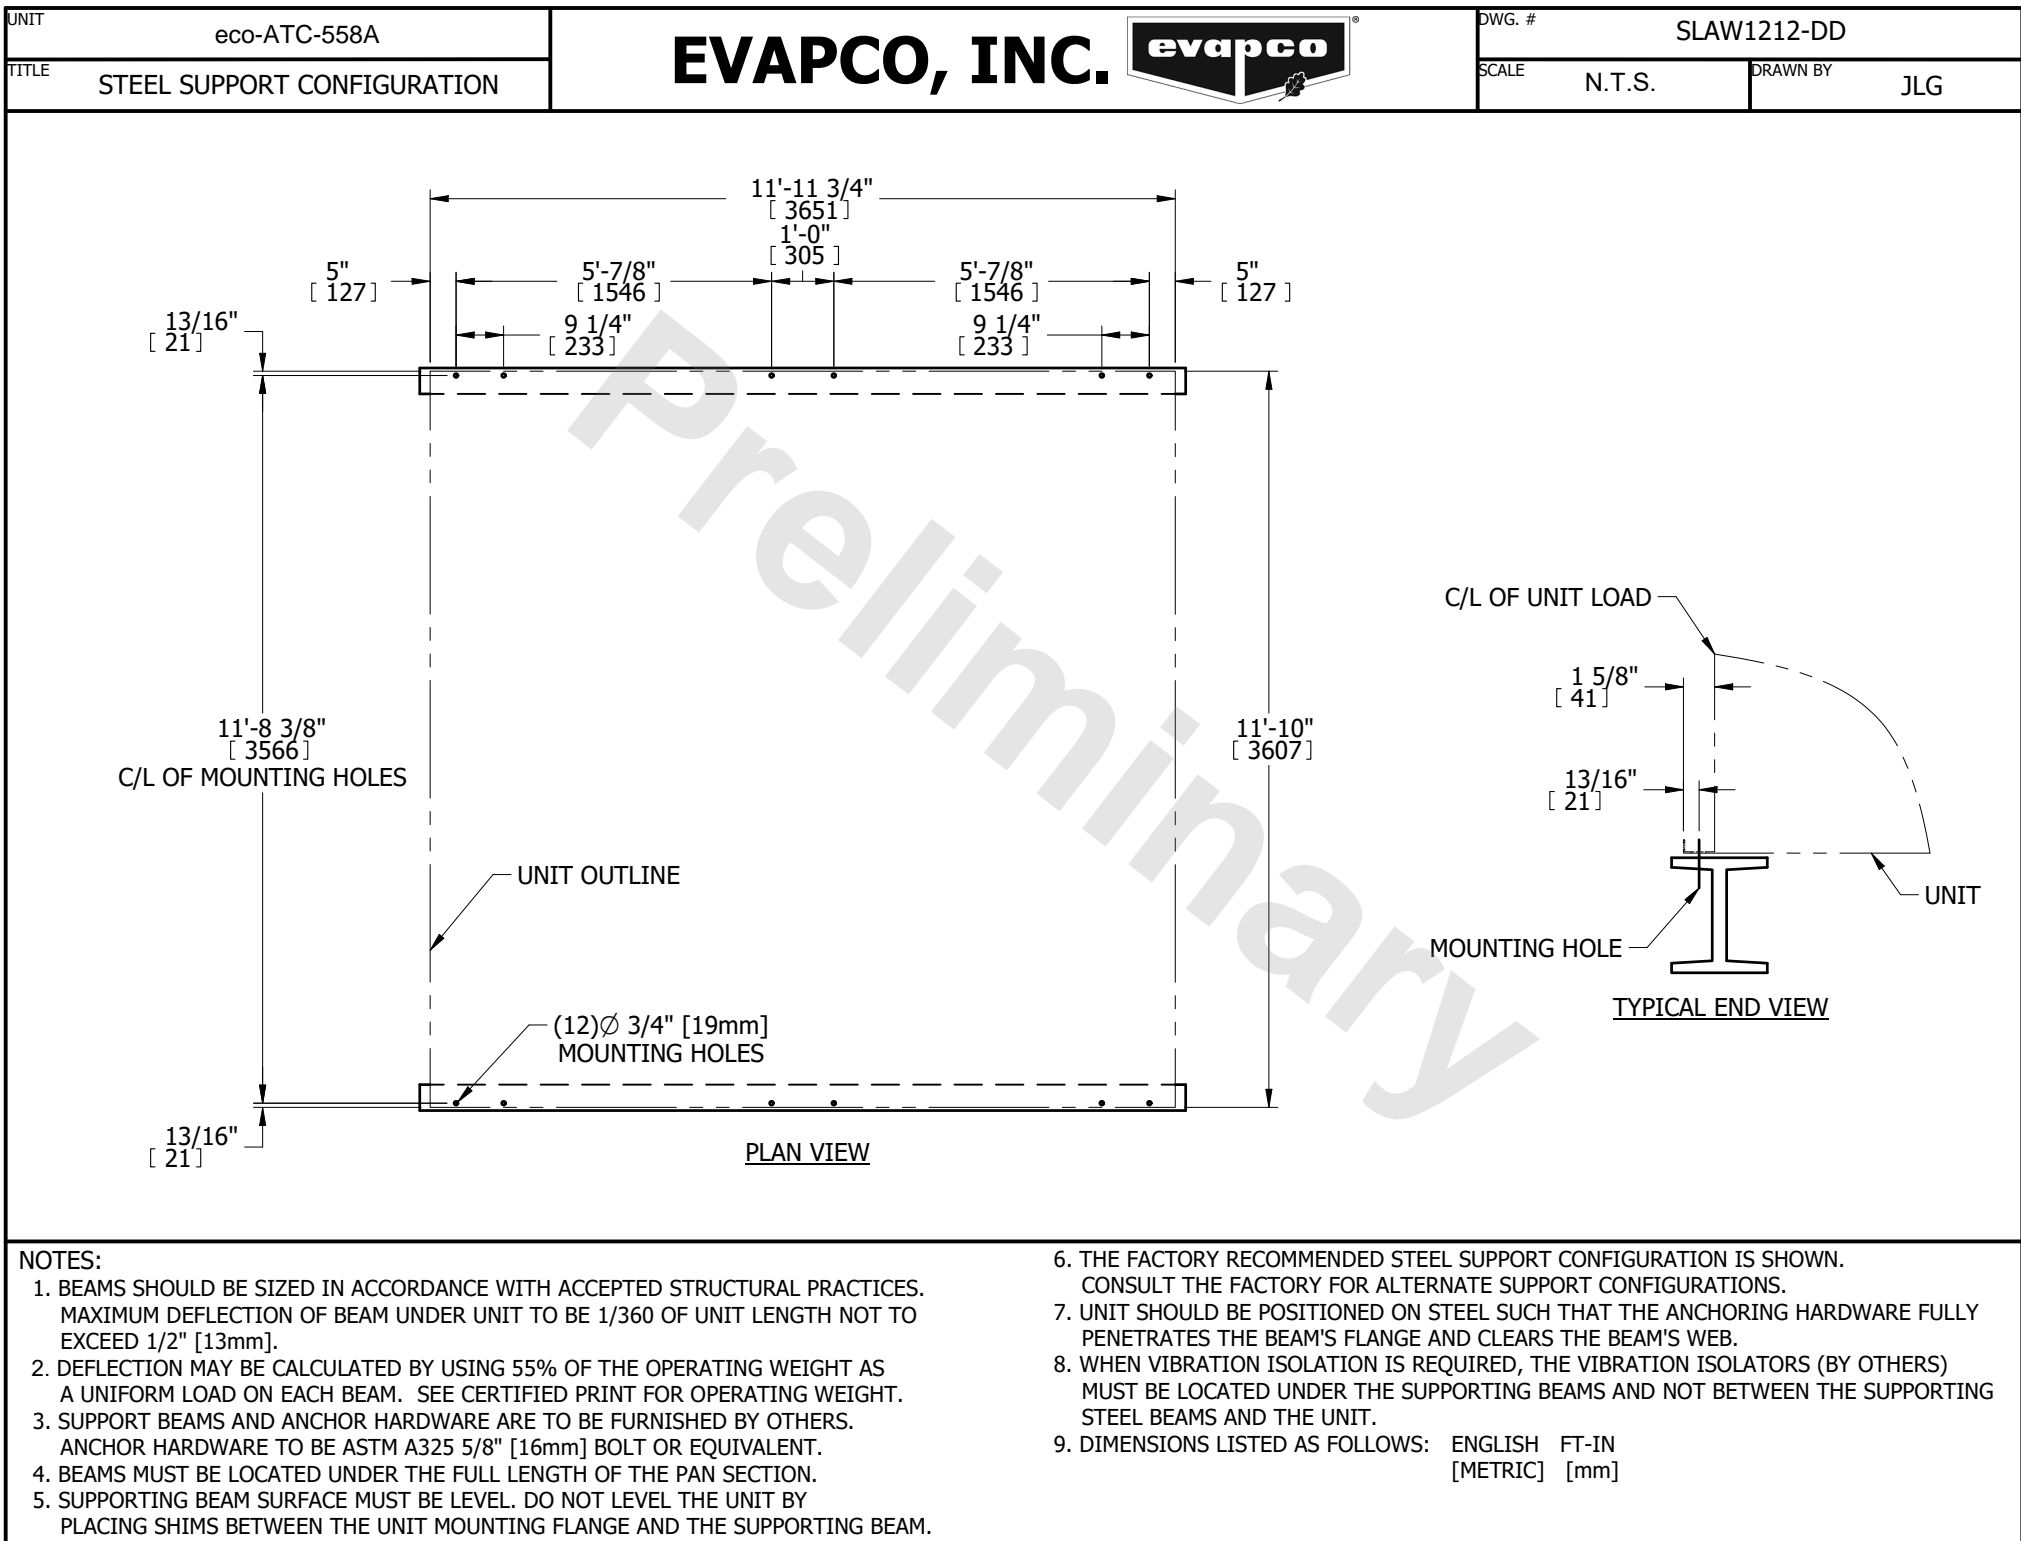 UNIT
eco-ATC-558A
TITLE
STEEL SUPPORT CONFIGURATION
EVAPCO, INC.
evapco
®
DWG. #
SLAW1212-DD
SCALE
N.T.S.
DRAWN BY
JLG
11'-11 3/4"
[ 3651]
1'-0"
[ 305 ]
5"
[ 127]
5'-7/8"
[ 1546 ]
5'-7/8"
[ 1546 ]
5"
[ 127 ]
13/16"
[ 21]
9 1/4"
[ 233]
9 1/4"
[ 233 ]
Preliminary
C/L OF UNIT LOAD
1 5/8"
[ 41]
11'-8 3/8"
[ 3566]
C/L OF MOUNTING HOLES
11'-10"
[ 3607]
13/16"
[ 21]
UNIT OUTLINE
UNIT
MOUNTING HOLE
TYPICAL END VIEW
(12)∅ 3/4" [19mm]
MOUNTING HOLES
13/16"
[ 21]
PLAN VIEW
NOTES:
1. BEAMS SHOULD BE SIZED IN ACCORDANCE WITH ACCEPTED STRUCTURAL PRACTICES.
MAXIMUM DEFLECTION OF BEAM UNDER UNIT TO BE 1/360 OF UNIT LENGTH NOT TO
EXCEED 1/2" [13mm].
2. DEFLECTION MAY BE CALCULATED BY USING 55% OF THE OPERATING WEIGHT AS
A UNIFORM LOAD ON EACH BEAM. SEE CERTIFIED PRINT FOR OPERATING WEIGHT.
3. SUPPORT BEAMS AND ANCHOR HARDWARE ARE TO BE FURNISHED BY OTHERS.
ANCHOR HARDWARE TO BE ASTM A325 5/8" [16mm] BOLT OR EQUIVALENT.
4. BEAMS MUST BE LOCATED UNDER THE FULL LENGTH OF THE PAN SECTION.
5. SUPPORTING BEAM SURFACE MUST BE LEVEL. DO NOT LEVEL THE UNIT BY
PLACING SHIMS BETWEEN THE UNIT MOUNTING FLANGE AND THE SUPPORTING BEAM.
6. THE FACTORY RECOMMENDED STEEL SUPPORT CONFIGURATION IS SHOWN.
CONSULT THE FACTORY FOR ALTERNATE SUPPORT CONFIGURATIONS.
7. UNIT SHOULD BE POSITIONED ON STEEL SUCH THAT THE ANCHORING HARDWARE FULLY
PENETRATES THE BEAM'S FLANGE AND CLEARS THE BEAM'S WEB.
8. WHEN VIBRATION ISOLATION IS REQUIRED, THE VIBRATION ISOLATORS (BY OTHERS)
MUST BE LOCATED UNDER THE SUPPORTING BEAMS AND NOT BETWEEN THE SUPPORTING
STEEL BEAMS AND THE UNIT.
9. DIMENSIONS LISTED AS FOLLOWS: ENGLISH FT-IN
[METRIC] [mm]